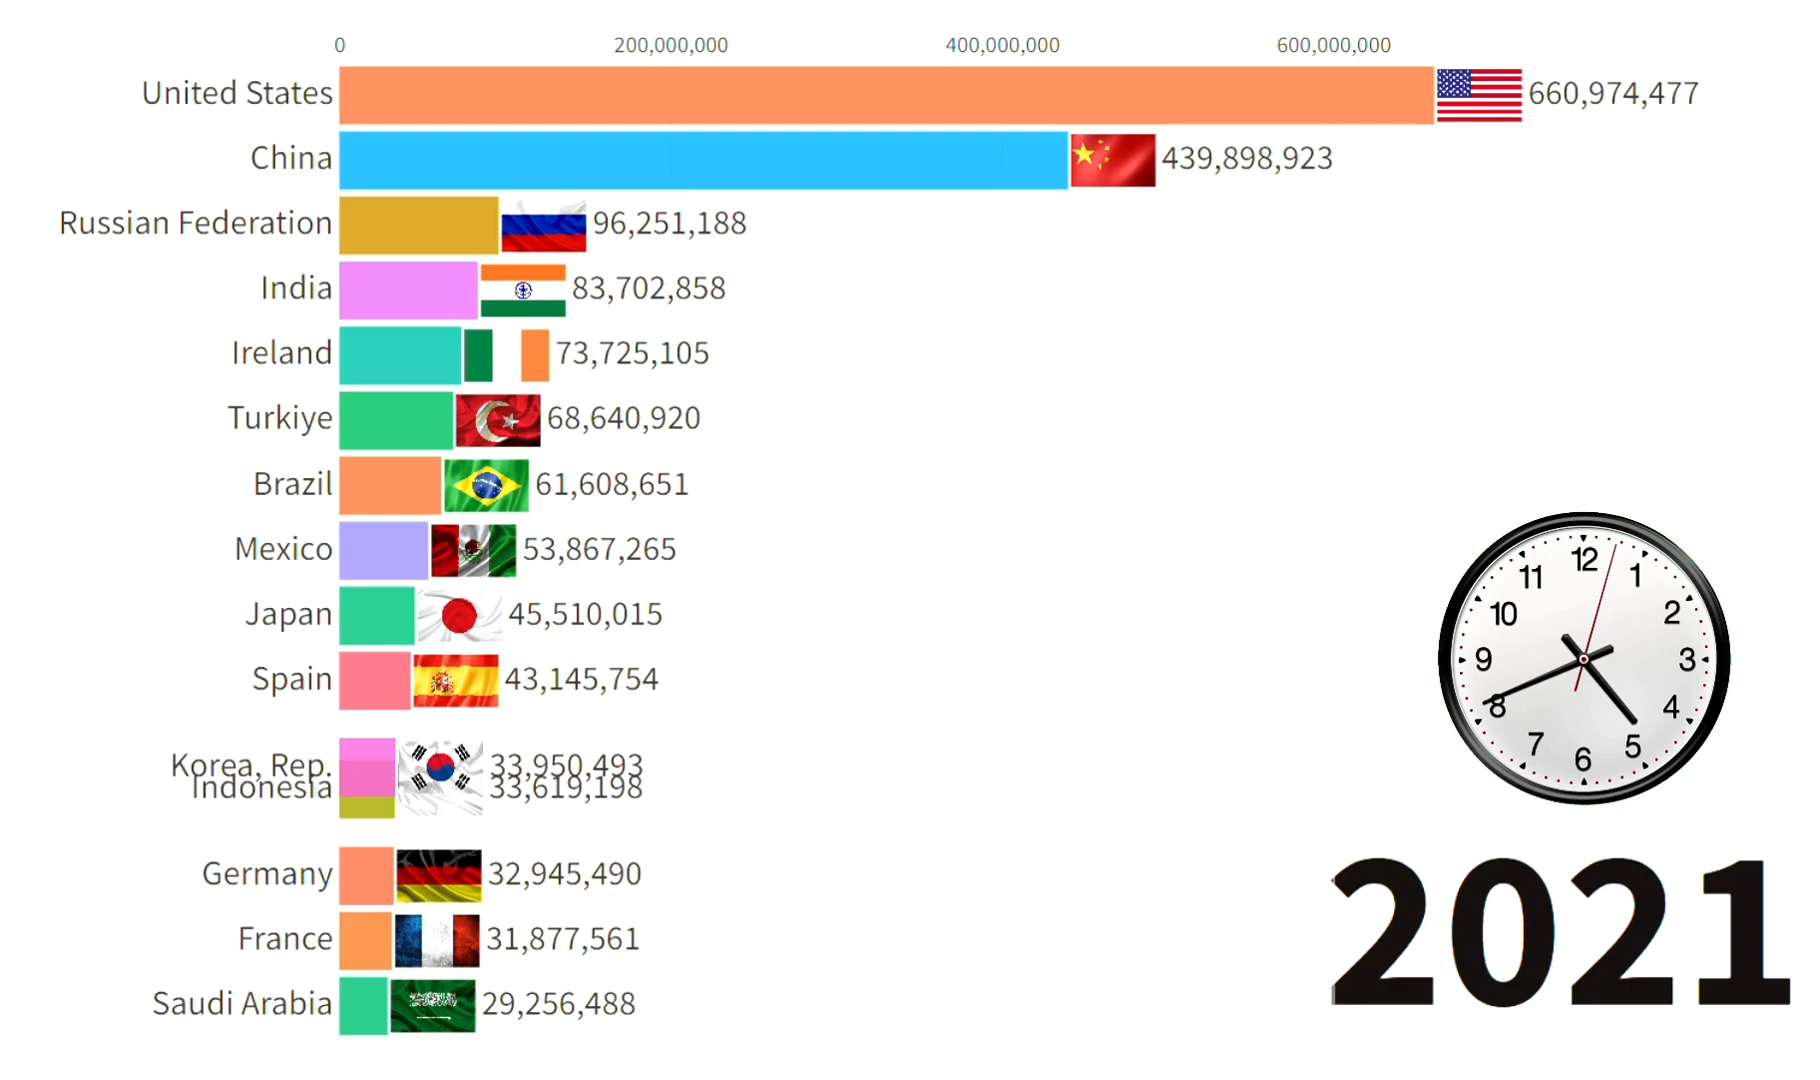 0 200,000,000 400,000,000 600,000,000
United States 660,974,477
China 439,898,923
Russian Federation 96,251,188
India 83,702,858
Ireland 73,725,105
Turkiye 68,640,920
Brazil 61,608,651
Mexico 53,867,265
Japan 45,510,015
Spain 43,145,754
Korea, Rep. 33,950,493
Indonesia 33,619,198
Germany 32,945,490
France 31,877,561
Saudi Arabia 29,256,488
12
11 1
10 2
9 3
8 4
7 5
6
2021